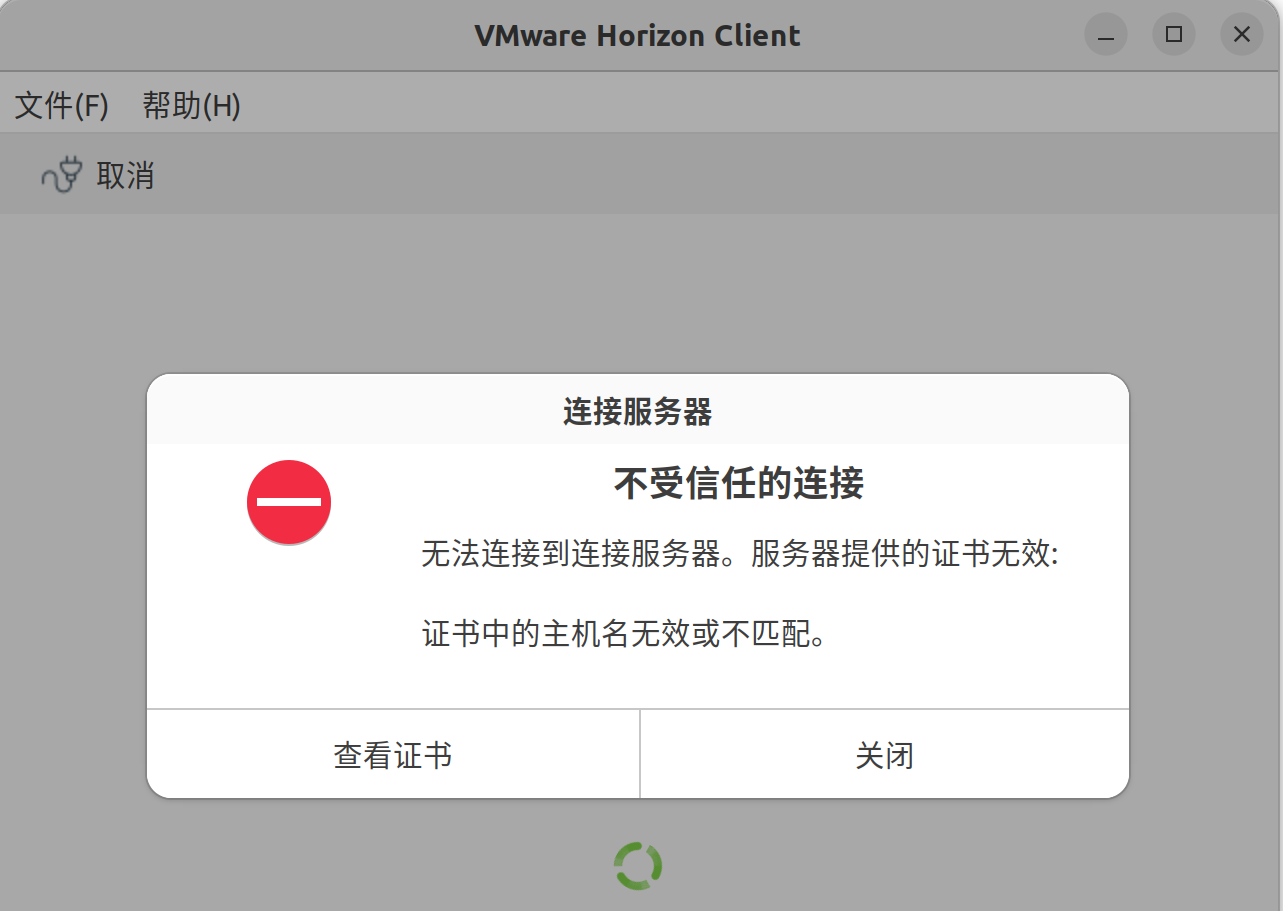 VMware Horizon Client
文件(F) 帮助(H)
取消
连接服务器
不受信任的连接
无法连接到连接服务器。服务器提供的证书无效:
证书中的主机名无效或不匹配。
查看证书 关闭